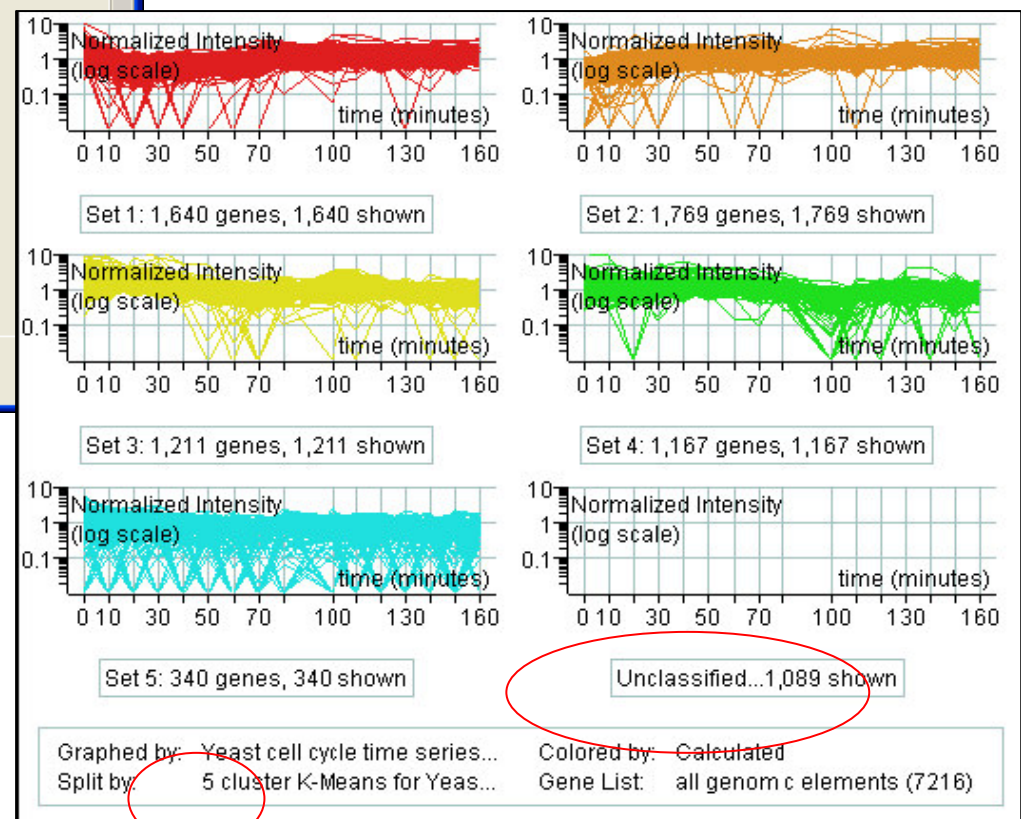 10
Normalized Intensity
1
(log scale)
0.1
time (minutes)
0 10 30 50 70 100 130 160
Set 1: 1,640 genes, 1,640 shown
10
Normalized Intensity
1
(log scale)
0.1
time (minutes)
0 10 30 50 70 100 130 160
Set 2: 1,769 genes, 1,769 shown
10
Normalized Intensity
1
(log scale)
0.1
time (minutes)
0 10 30 50 70 100 130 160
Set 3: 1,211 genes, 1,211 shown
10
Normalized Intensity
1
(log scale)
0.1
time (minutes)
0 10 30 50 70 100 130 160
Set 4: 1,167 genes, 1,167 shown
10
Normalized Intensity
1
(log scale)
0.1
time (minutes)
0 10 30 50 70 100 130 160
Set 5: 340 genes, 340 shown
10
Normalized Intensity
1
(log scale)
0.1
time (minutes)
0 10 30 50 70 100 130 160
Unclassified...1,089 shown
Graphed by: Yeast cell cycle time series... Colored by: Calculated
Split by: 5 cluster K-Means for Yeas... Gene List: all genom c elements (7216)